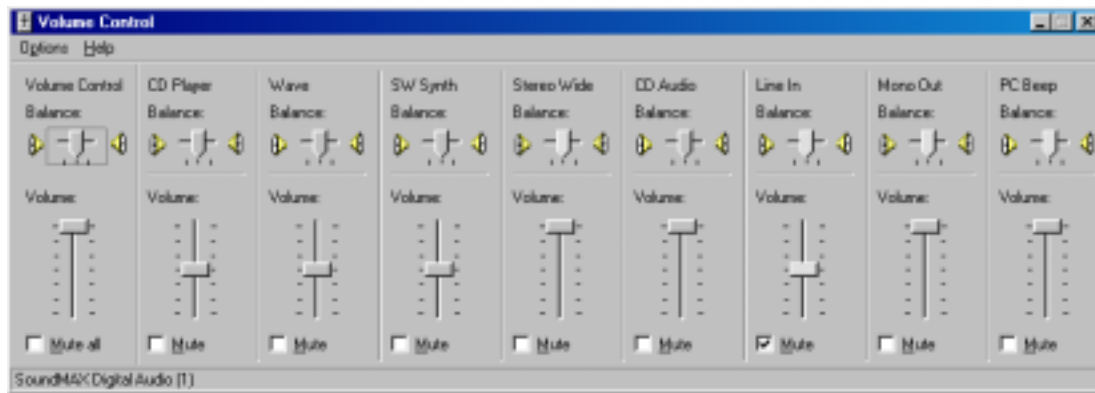 Volume Control
Options Help
Volume Control CD Player Wave SW Synth Stereo Wide CD Audio Line In Mono Out PC Beep
Balance: Balance: Balance: Balance: Balance: Balance: Balance: Balance: Balance:
Volume: Volume: Volume: Volume: Volume: Volume: Volume: Volume: Volume:
Mute all Mute Mute Mute Mute Mute Mute Mute Mute
SoundMAX Digital Audio (1)